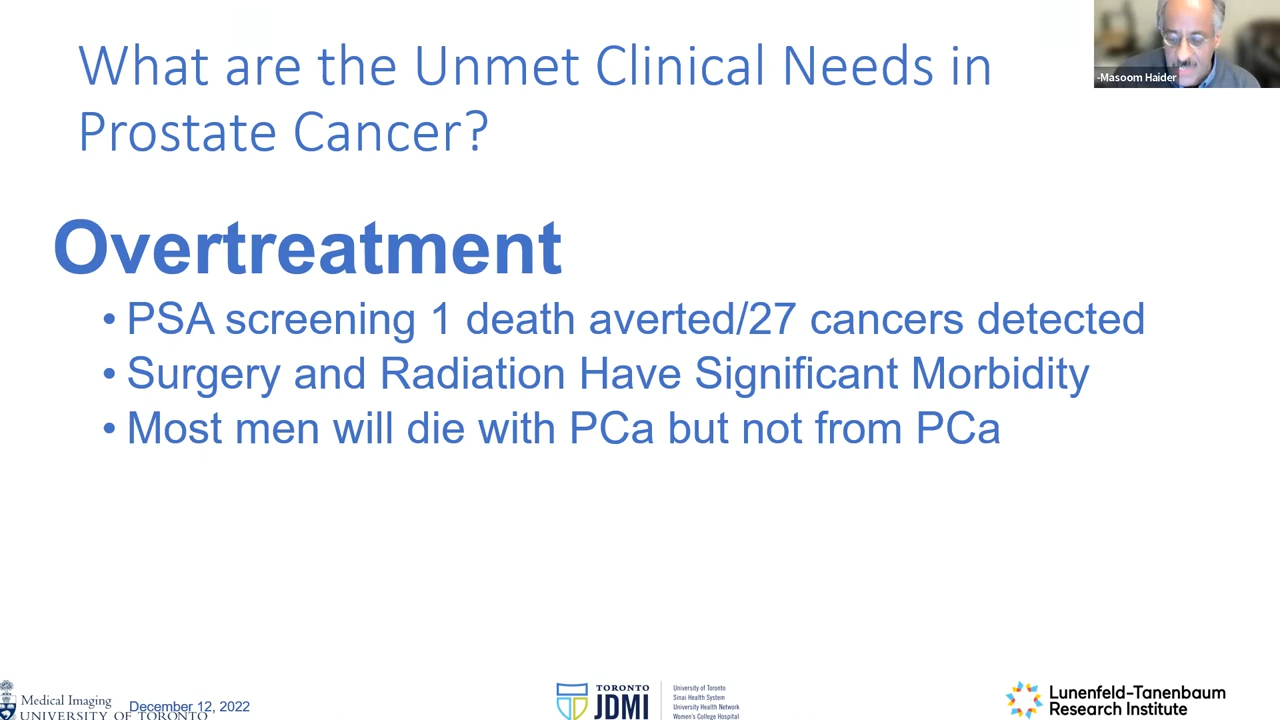 What are the Unmet Clinical Needs in
Prostate Cancer?
-Masoom Haider
Overtreatment
• PSA screening 1 death averted/27 cancers detected
• Surgery and Radiation Have Significant Morbidity
• Most men will die with PCa but not from PCa
Medical Imaging
UNIVERSITY OF TORONTO
December 12, 2022
TORONTO
JDMI
University of Toronto
Sinai Health System
University Health Network
Women's College Hospital
Lunenfeld-Tanenbaum
Research Institute